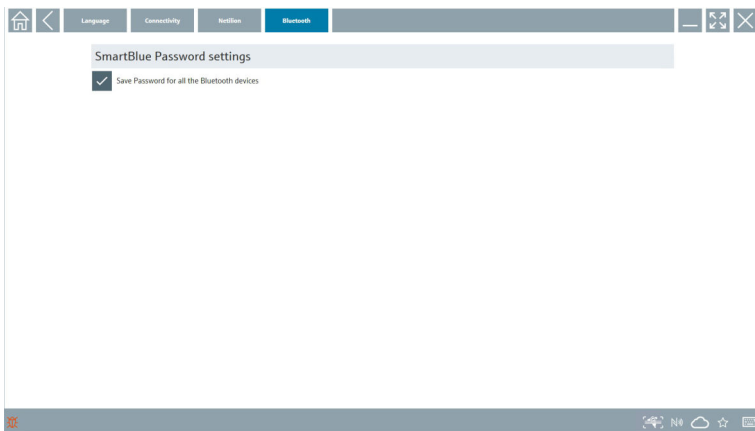 Language Connectivity Netilion Bluetooth
SmartBlue Password settings
Save Password for all the Bluetooth devices